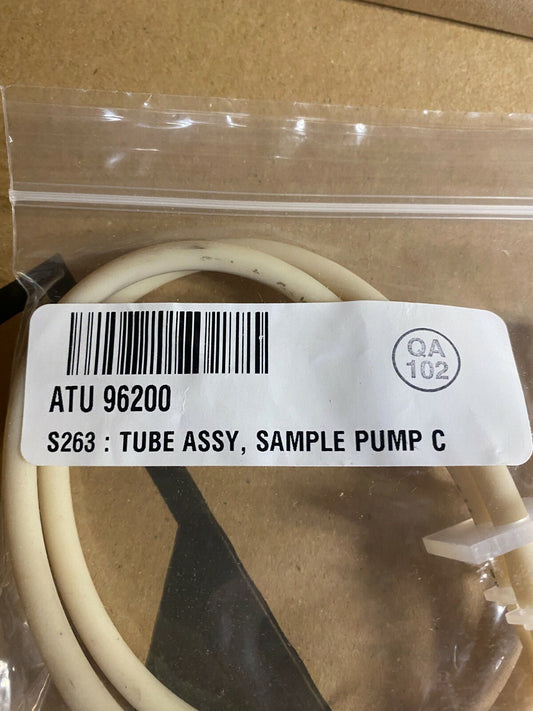 QA
102
ATU 96200
S263 : TUBE ASSY, SAMPLE PUMP C